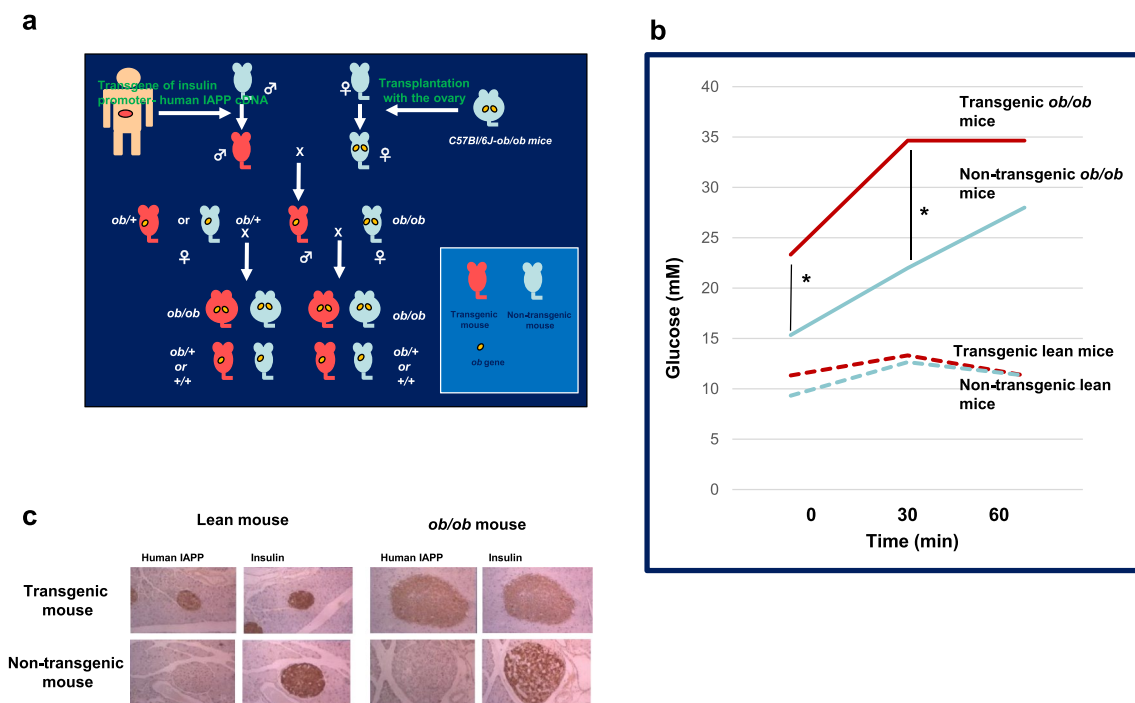 a
Transgene of insulin
promoter- human IAPP cDNA
♂
♀
Transplantation
with the ovary
C57Bl/6J-ob/ob mice
♂
X
♀
ob/+
or
ob/+
ob/ob
X
X
♀
♂
♀
ob/ob
ob/ob
ob/+
or
+/+
ob/+
or
+/+
Transgenic
mouse
Non-transgenic
mouse
ob gene
b
40
35
30
25
20
15
10
5
0
Glucose (mM)
Transgenic ob/ob
mice
Non-transgenic ob/ob
mice
*
*
Transgenic lean mice
Non-transgenic lean
mice
0 30 60
Time (min)
c
Lean mouse
ob/ob mouse
Human IAPP
Insulin
Human IAPP
Insulin
Transgenic
mouse
Non-transgenic
mouse